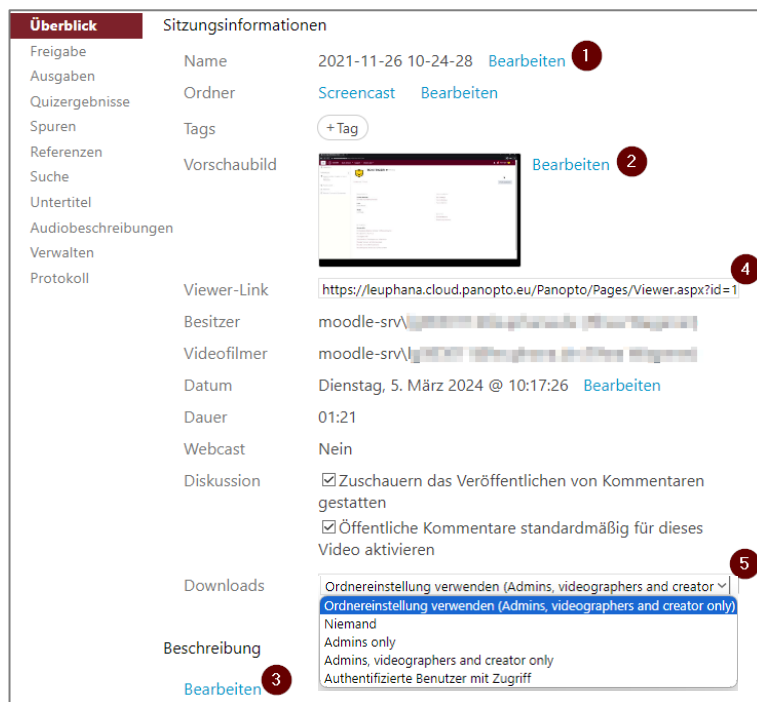 Überblick
Freigabe
Ausgaben
Quizergebnisse
Spuren
Referenzen
Suche
Untertitel
Audiobeschreibungen
Verwalten
Protokoll
Sitzungsinformationen
Name 2021-11-26 10-24-28 Bearbeiten 1
Ordner Screencast Bearbeiten
Tags +Tag
Vorschaubild Bearbeiten 2
4
Viewer-Link https://leuphana.cloud.panopto.eu/Panopto/Pages/Viewer.aspx?id=1
Besitzer moodle-srv\
Videofilmer moodle-srv\
Datum Dienstag, 5. März 2024 @ 10:17:26 Bearbeiten
Dauer 01:21
Webcast Nein
Diskussion Zuschauern das Veröffentlichen von Kommentaren
gestatten
Öffentliche Kommentare standardmäßig für dieses
Video aktivieren
5
Downloads Ordnereinstellung verwenden (Admins, videographers and creator
Ordnereinstellung verwenden (Admins, videographers and creator only)
Niemand
Admins only
Admins, videographers and creator only
Authentifizierte Benutzer mit Zugriff
Beschreibung
Bearbeiten 3